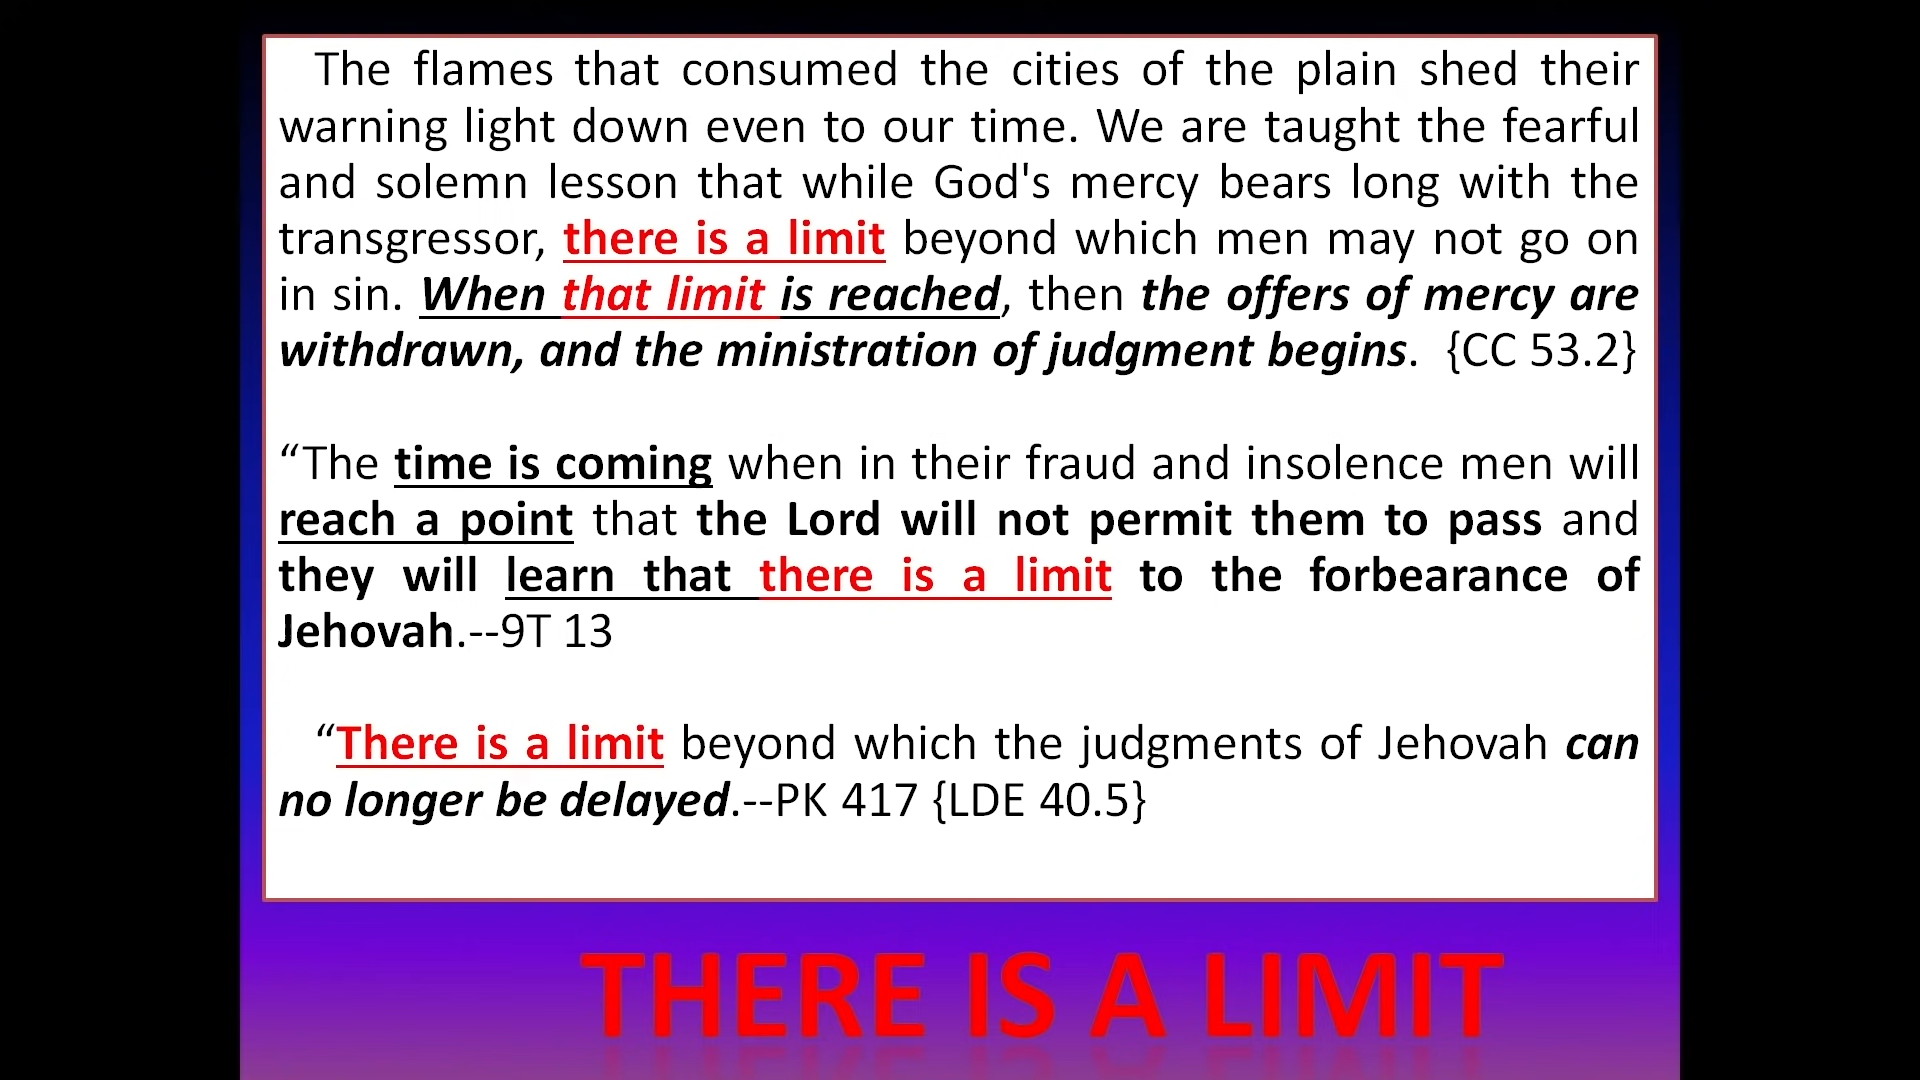 The flames that consumed the cities of the plain shed their
warning light down even to our time. We are taught the fearful
and solemn lesson that while God's mercy bears long with the
transgressor, there is a limit beyond which men may not go on
in sin. When that limit is reached, then the offers of mercy are
withdrawn, and the ministration of judgment begins. {CC 53.2}
“The time is coming when in their fraud and insolence men will
reach a point that the Lord will not permit them to pass and
they will learn that there is a limit to the forbearance of
Jehovah.--9T 13
“There is a limit beyond which the judgments of Jehovah can
no longer be delayed.--PK 417 {LDE 40.5}
THERE IS A LIMIT